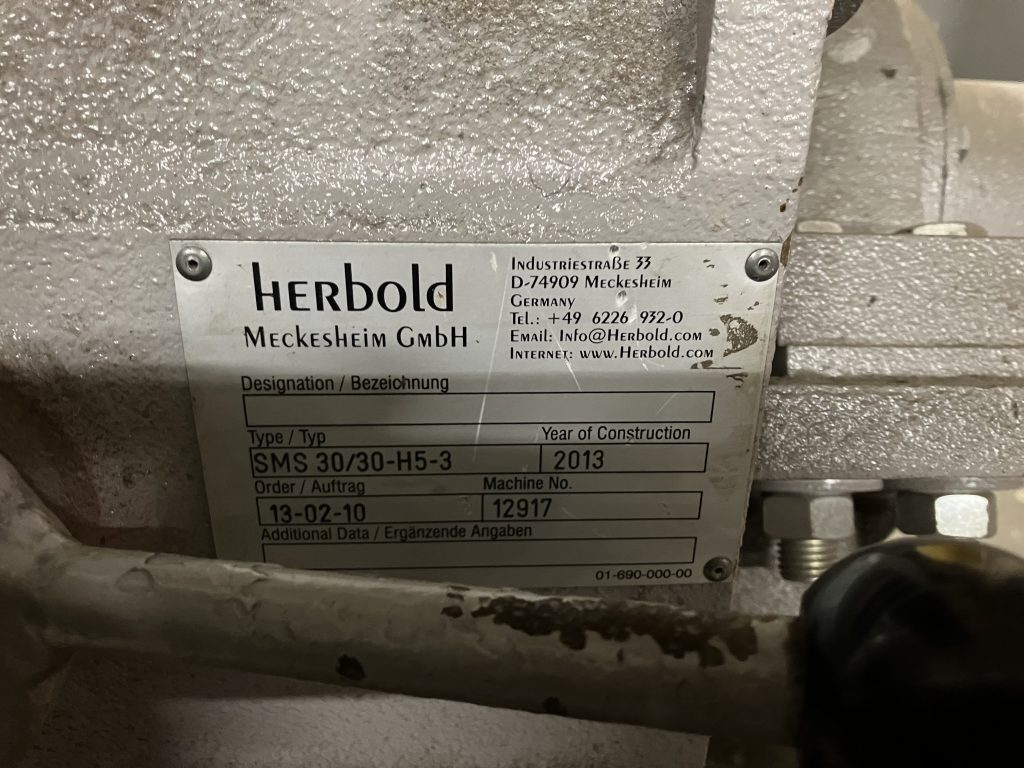 HERbold
MECKESHEIM GMBH
INDUSTRIESTRAßE 33
D-74909 MECKESHEIM
GERMANY
TEL.: +49 6226 932-0
EMAIL: INFO@HERBOLD.COM
INTERNET: WWW.HERBOLD.COM
Designation / Bezeichnung
Type / Typ Year of Construction
SMS 30/30-H5-3 2013
Order / Auftrag Machine No.
13-02-10 12917
Additional Data / Ergänzende Angaben
01-690-000-00